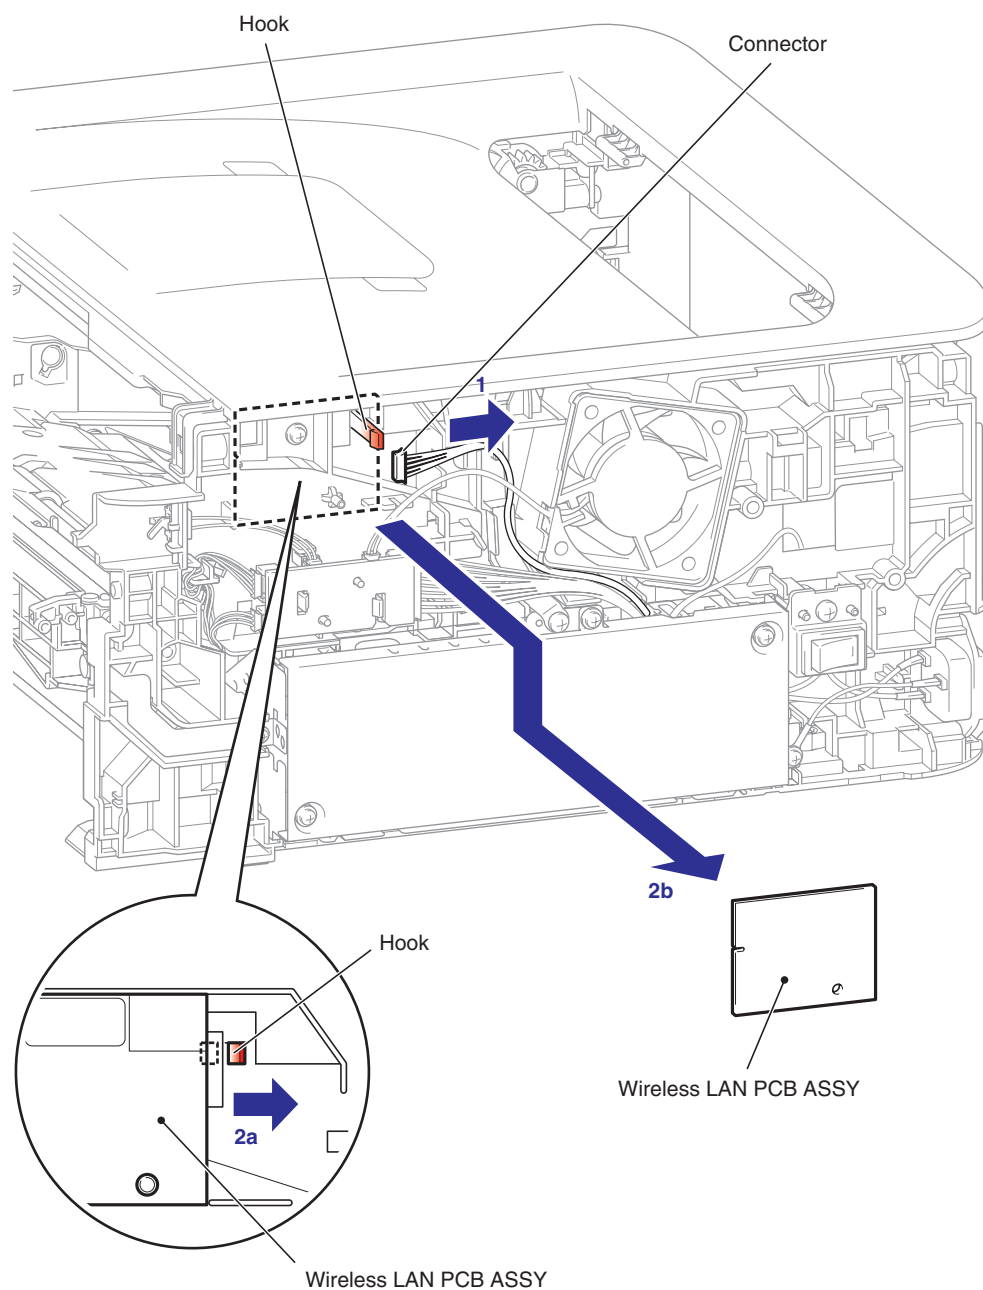 Hook
Connector
1
2b
Hook
2a
Wireless LAN PCB ASSY
Wireless LAN PCB ASSY